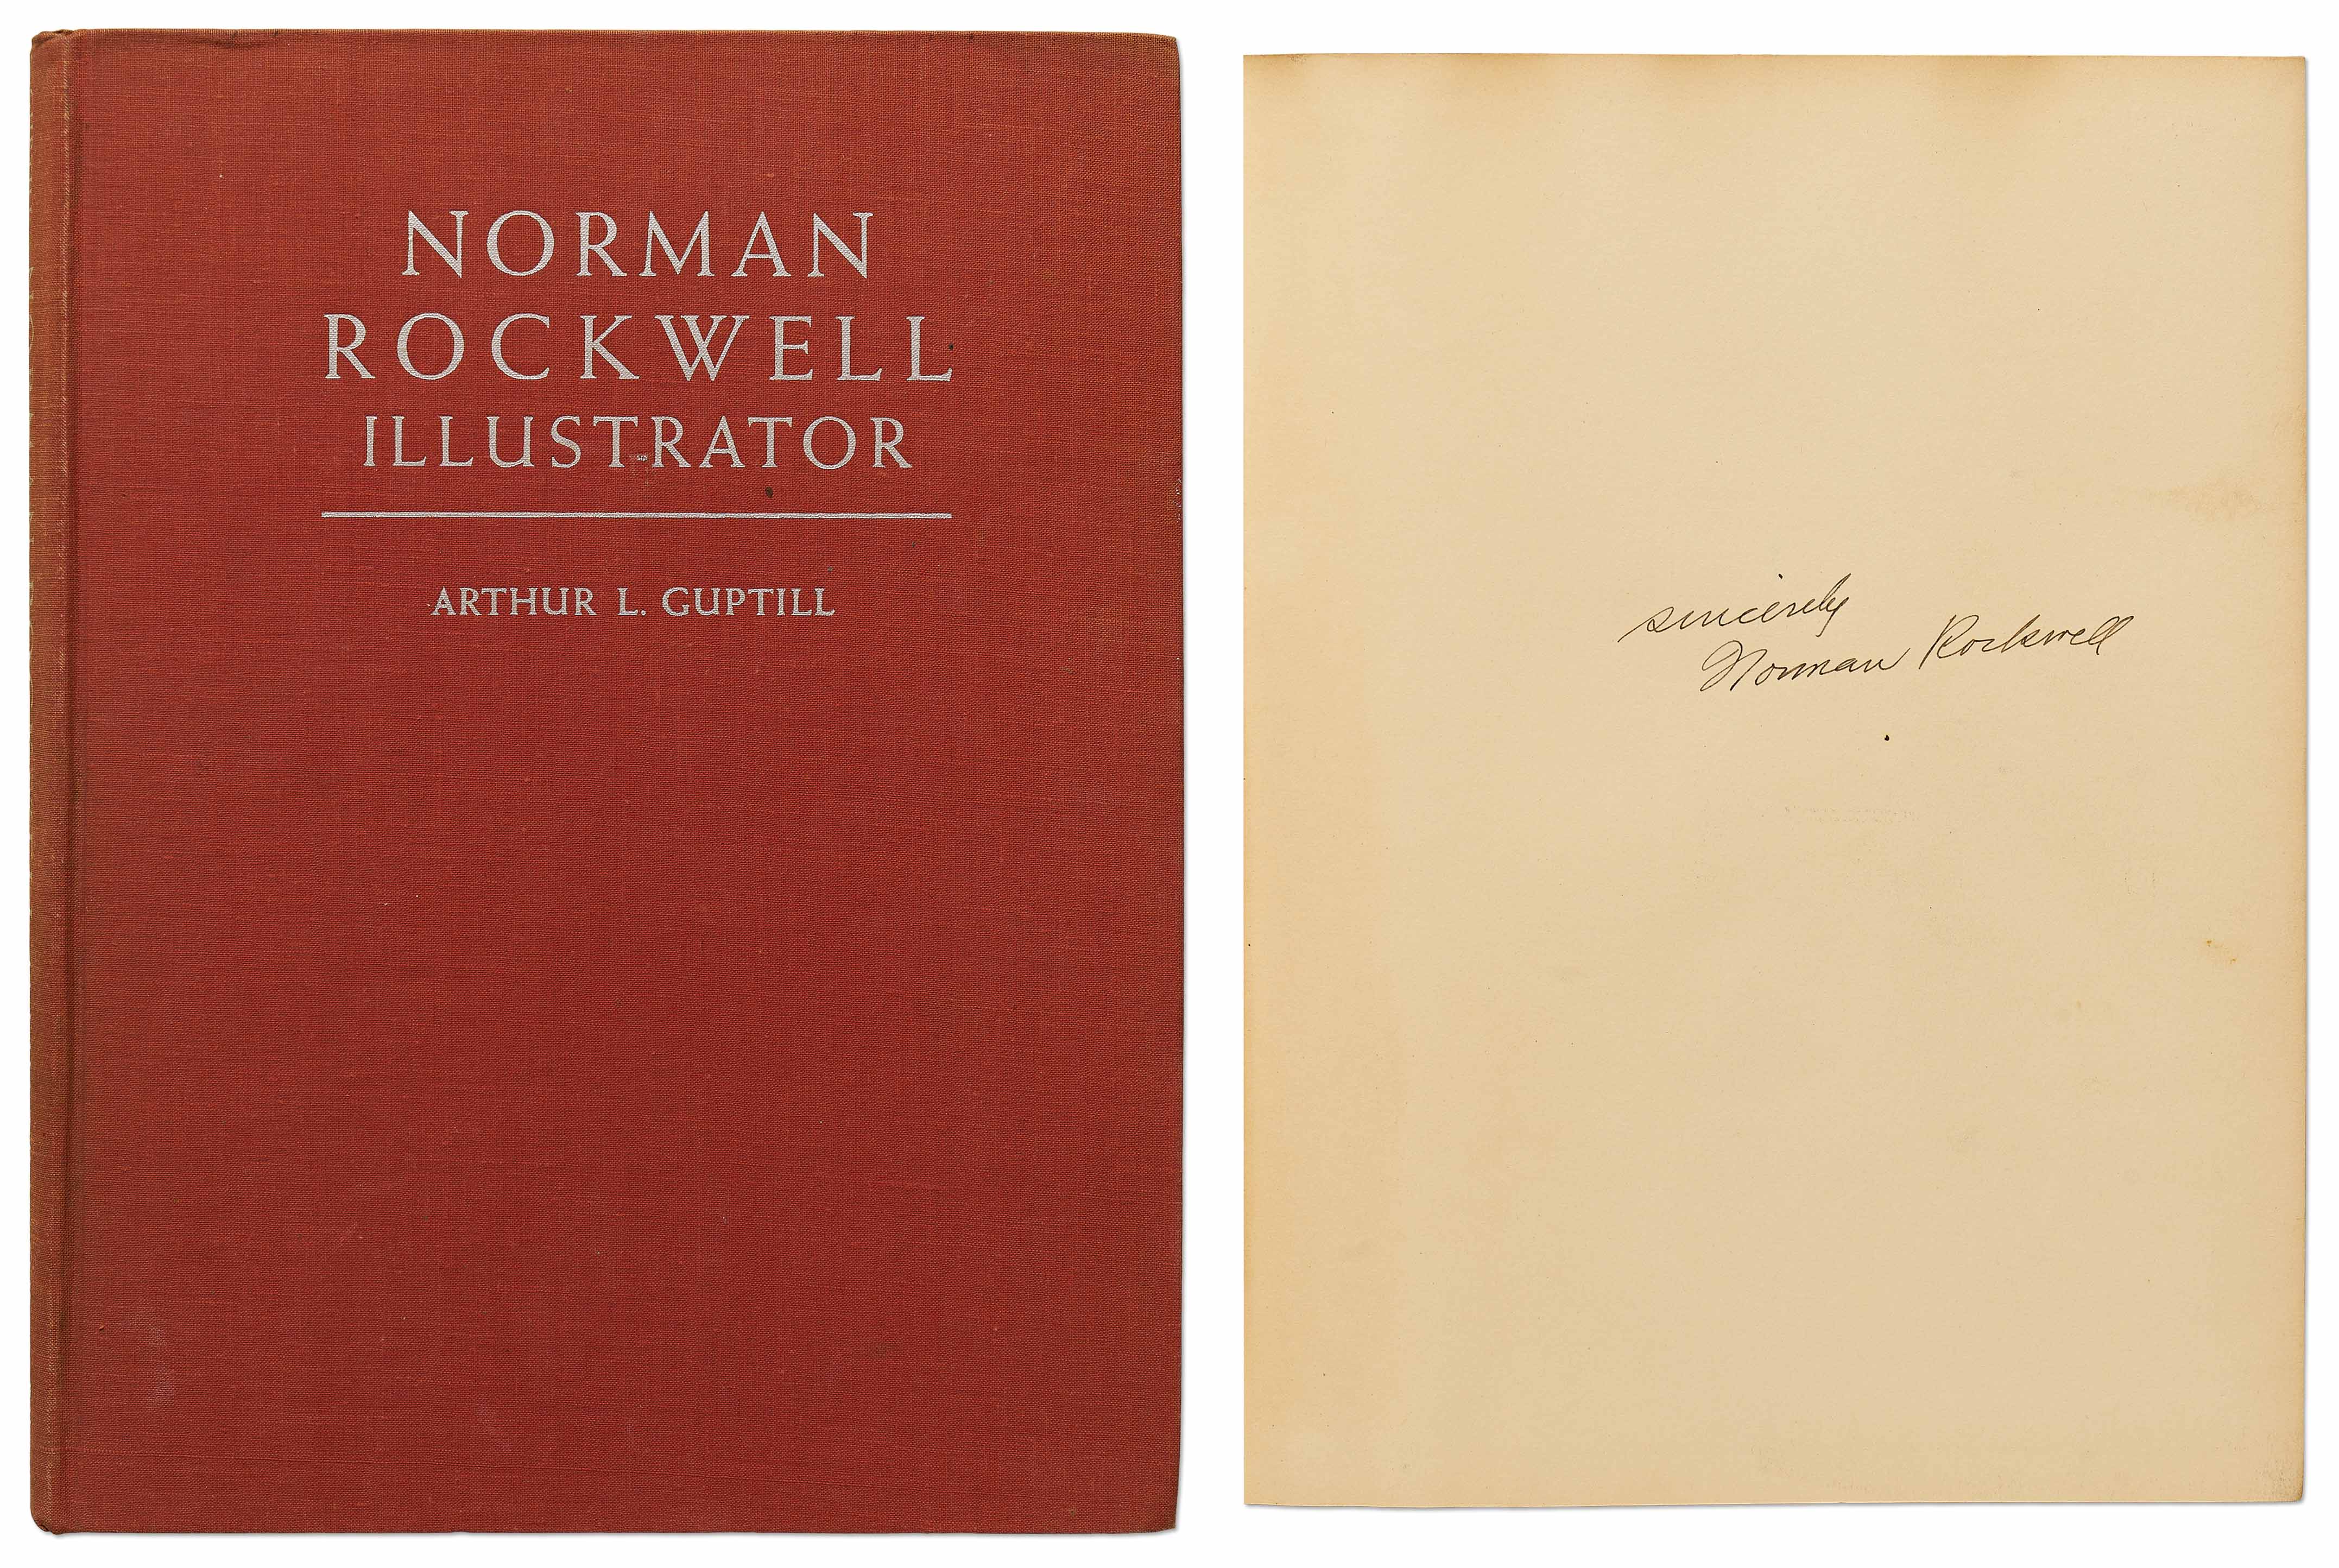 NORMAN
ROCKWELL
ILLUSTRATOR
ARTHUR L. GUPTILL
sincerely
Norman Rockwell